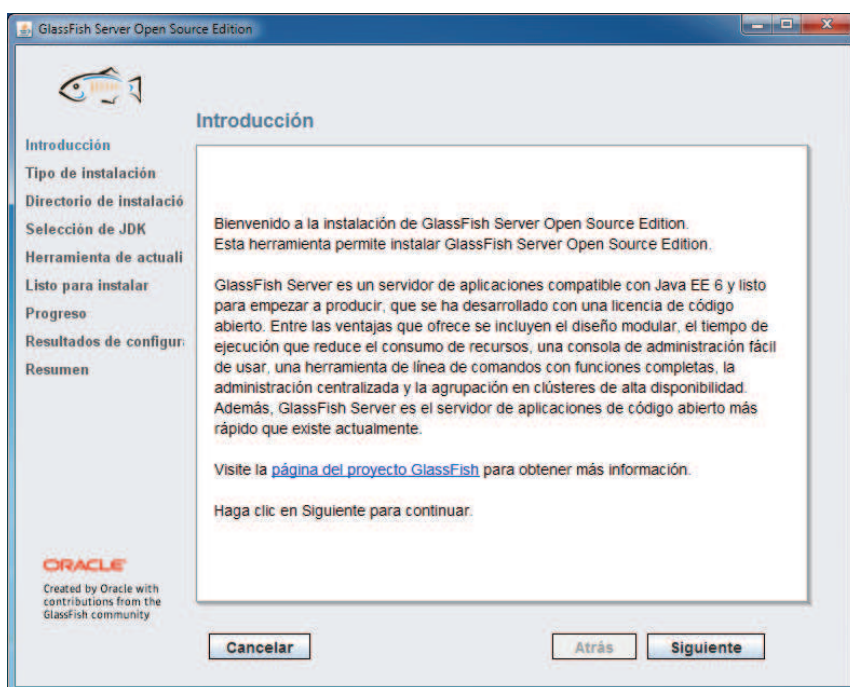 GlassFish Server Open Source Edition
Introducción
Introducción
Tipo de instalación
Directorio de instalació
Selección de JDK
Herramienta de actuali
Listo para instalar
Progreso
Resultados de configur
Resumen
Bienvenido a la instalación de GlassFish Server Open Source Edition.
Esta herramienta permite instalar GlassFish Server Open Source Edition.
GlassFish Server es un servidor de aplicaciones compatible con Java EE 6 y listo
para empezar a producir, que se ha desarrollado con una licencia de código
abierto. Entre las ventajas que ofrece se incluyen el diseño modular, el tiempo de
ejecución que reduce el consumo de recursos, una consola de administración fácil
de usar, una herramienta de línea de comandos con funciones completas, la
administración centralizada y la agrupación en clústeres de alta disponibilidad.
Además, GlassFish Server es el servidor de aplicaciones de código abierto más
rápido que existe actualmente.
Visite la página del proyecto GlassFish para obtener más información.
Haga clic en Siguiente para continuar.
ORACLE
Created by Oracle with
contributions from the
GlassFish community
Cancelar
Atrás
Siguiente